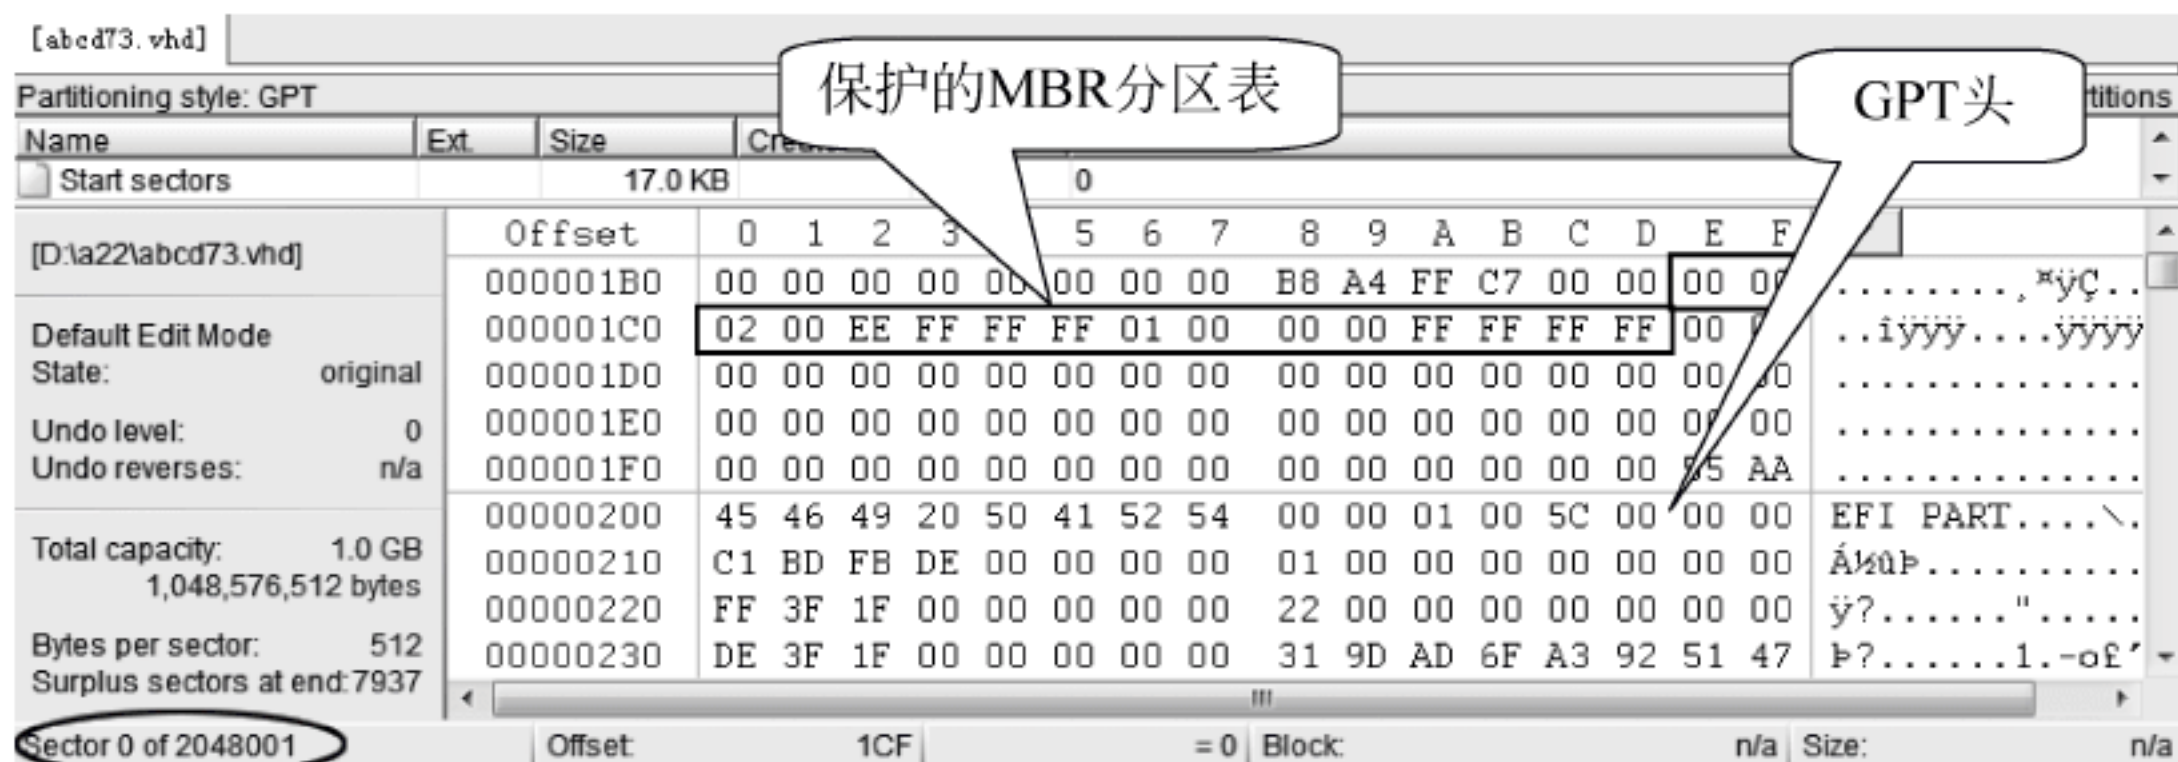 [abcd73.vhd]
保护的MBR分区表
GPT头
Partitioning style: GPT
titions
Name Ext. Size
Start sectors 17.0 KB 0
[D:\a22\abcd73.vhd]
Default Edit Mode
State: original
Undo level: 0
Undo reverses: n/a
Total capacity: 1.0 GB
1,048,576,512 bytes
Bytes per sector: 512
Surplus sectors at end:7937
Offset 0 1 2 3 5 6 7 8 9 A B C D E F
000001B0 00 00 00 00 00 00 00 00 B8 A4 FF C7 00 00 00 00 ........¸¤ÿÇ..
000001C0 02 00 EE FF FF FF 01 00 00 00 FF FF FF FF 00 ..îÿÿÿ....ÿÿÿÿ
000001D0 00 00 00 00 00 00 00 00 00 00 00 00 00 00 00 00 ..............
000001E0 00 00 00 00 00 00 00 00 00 00 00 00 00 00 00 00 ..............
000001F0 00 00 00 00 00 00 00 00 00 00 00 00 00 00 55 AA ..............
00000200 45 46 49 20 50 41 52 54 00 00 01 00 5C 00 00 00 EFI PART....\.
00000210 C1 BD FB DE 00 00 00 00 01 00 00 00 00 00 00 00 Á½ûÞ..........
00000220 FF 3F 1F 00 00 00 00 00 22 00 00 00 00 00 00 00 ÿ?......".....
00000230 DE 3F 1F 00 00 00 00 00 31 9D AD 6F A3 92 51 47 Þ?......1.-o£’
Sector 0 of 2048001 Offset: 1CF = 0 Block: n/a Size: n/a